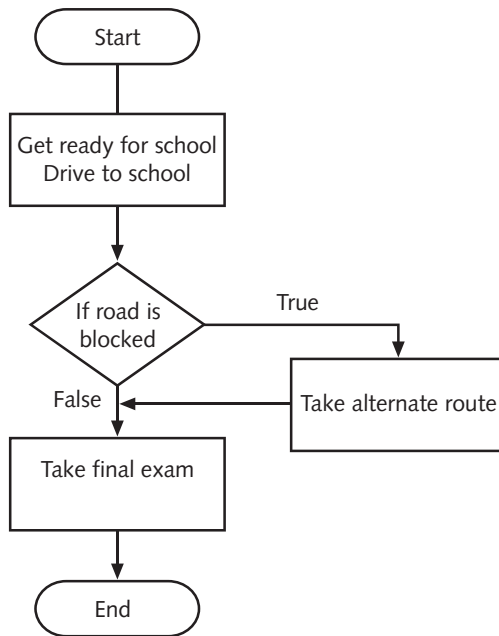 Start
Get ready for school
Drive to school
If road is
blocked
True
False
Take alternate route
Take final exam
End